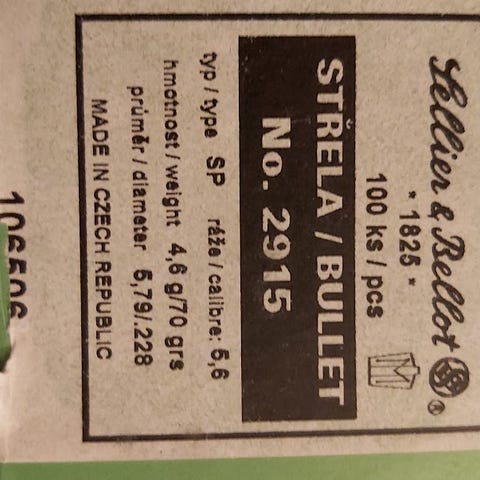 Sellier & Bellot ®
* 1825 *
100 ks / pcs
STŘELA / BULLET
No. 2915
typ / type SP ráže / calibre: 5,6
hmotnost / weight 4,6 g/70 grs
průměr / diameter 5,79/.228
MADE IN CZECH REPUBLIC